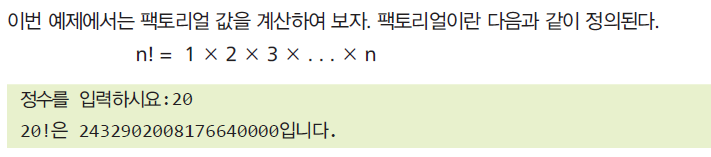 이번 예제에서는 팩토리얼 값을 계산하여 보자. 팩토리얼이란 다음과 같이 정의된다.
n! = 1 × 2 × 3 × . . . × n
정수를 입력하시요:20
20!은 2432902008176640000입니다.